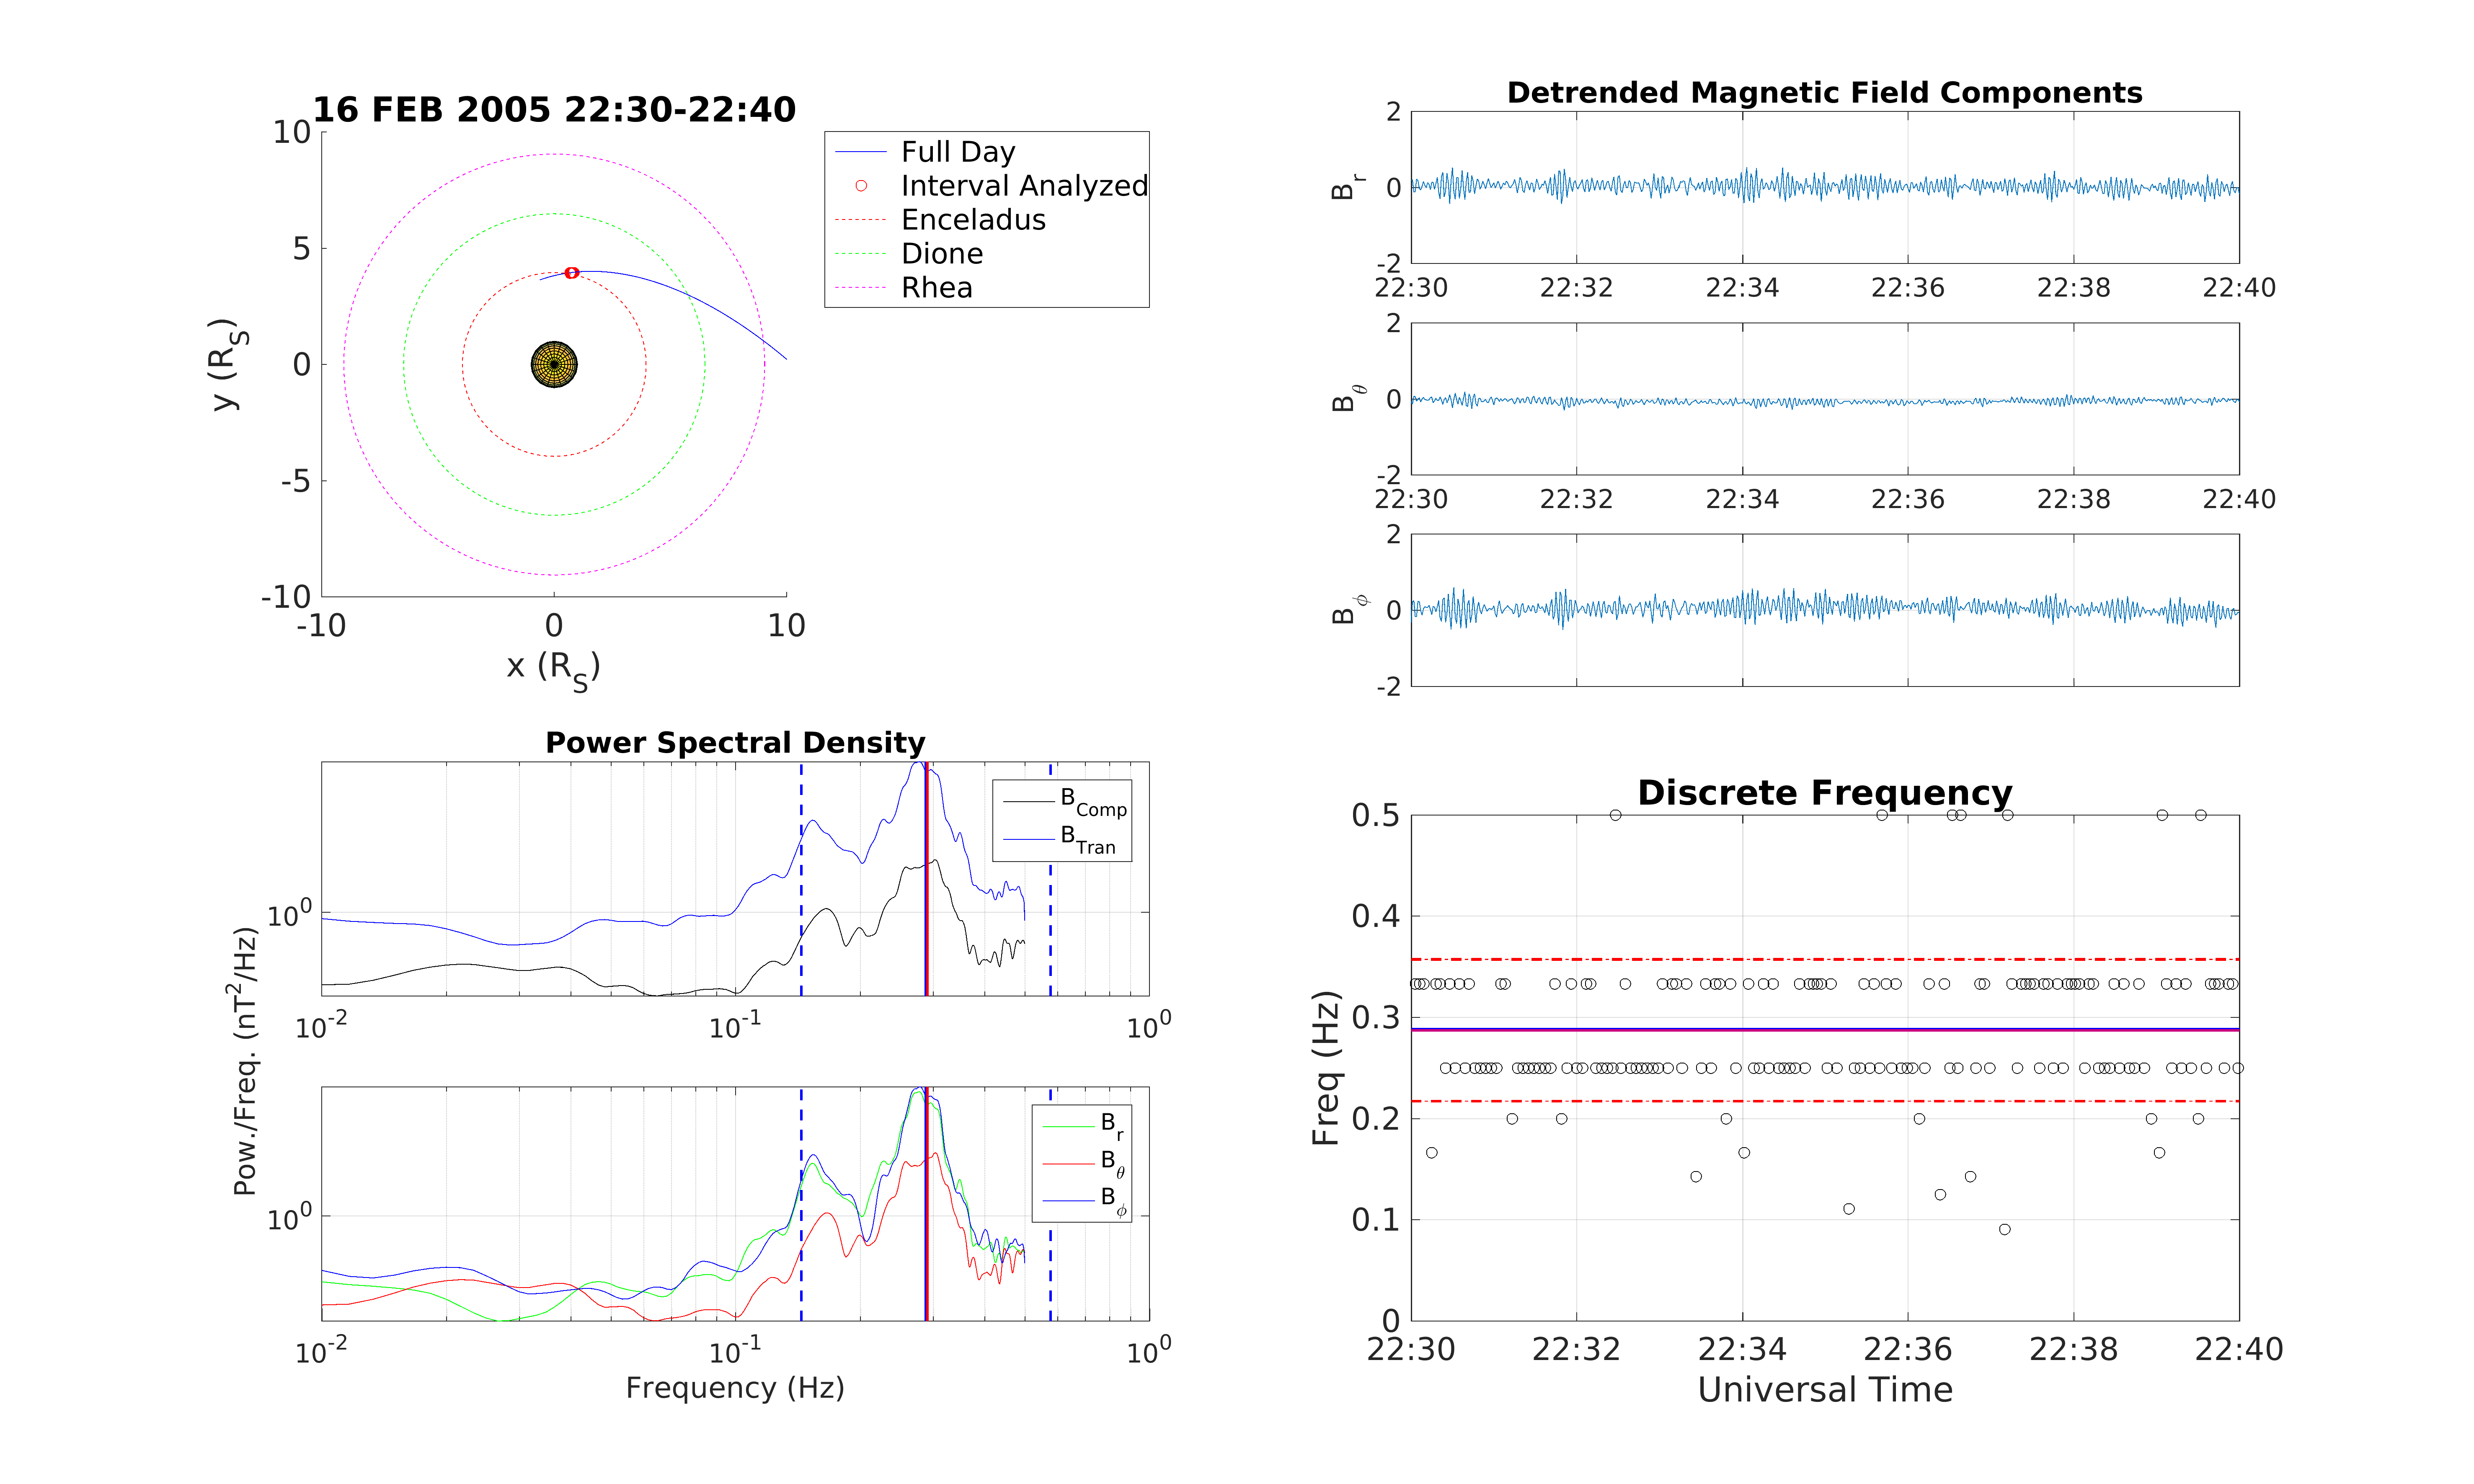 16 FEB 2005 22:30-22:40
10
5
0
-5
-10
-10 0 10
y (R_S)
x (R_S)
Full Day
Interval Analyzed
Enceladus
Dione
Rhea
Detrended Magnetic Field Components
2
0
-2
B_r
22:30 22:32 22:34 22:36 22:38 22:40
2
0
-2
B_θ
22:30 22:32 22:34 22:36 22:38 22:40
2
0
-2
B_ϕ
Power Spectral Density
B_Comp
B_Tran
10^0
10^-2 10^-1 10^0
Pow./Freq. (nT^2/Hz)
B_r
B_θ
B_ϕ
10^0
10^-2 10^-1 10^0
Frequency (Hz)
Discrete Frequency
0.5
0.4
0.3
0.2
0.1
0
Freq (Hz)
22:30 22:32 22:34 22:36 22:38 22:40
Universal Time